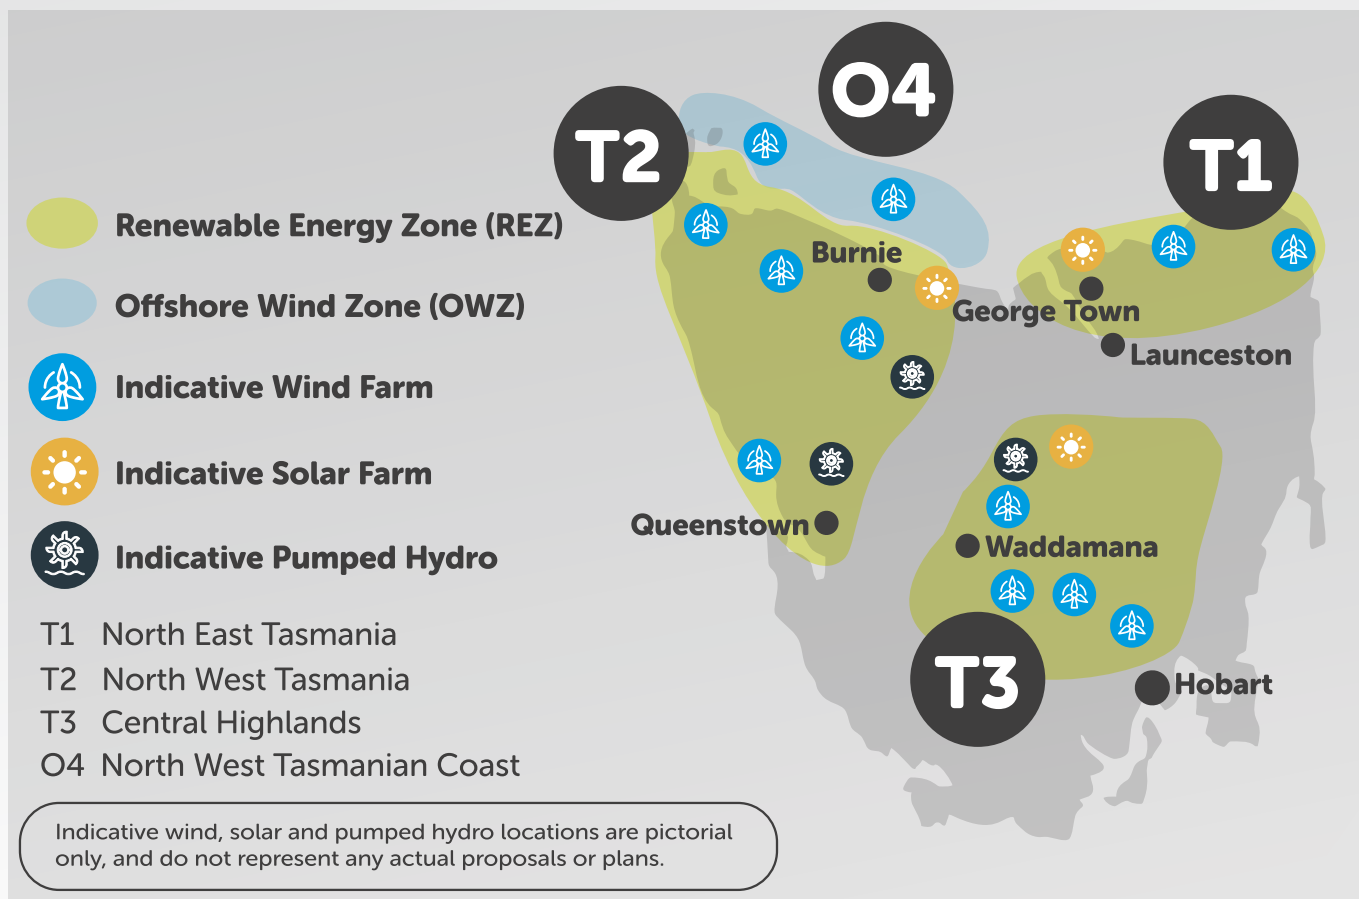 O4
T2
T1
Renewable Energy Zone (REZ)
Burnie
Offshore Wind Zone (OWZ)
George Town
Launceston
Indicative Wind Farm
Indicative Solar Farm
Queenstown
Waddamana
Indicative Pumped Hydro
T1 North East Tasmania
T2 North West Tasmania
T3
Hobart
T3 Central Highlands
O4 North West Tasmanian Coast
Indicative wind, solar and pumped hydro locations are pictorial
only, and do not represent any actual proposals or plans.